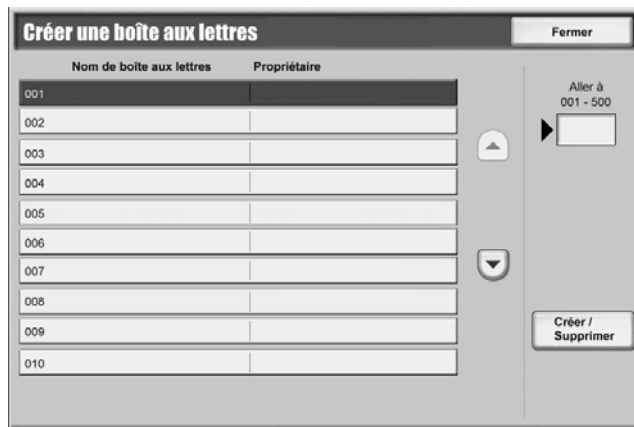 Créer une boîte aux lettres
Fermer
Nom de boîte aux lettres Propriétaire
001
002
003
004
005
006
007
008
009
010
Aller à
001 - 500
Créer /
Supprimer